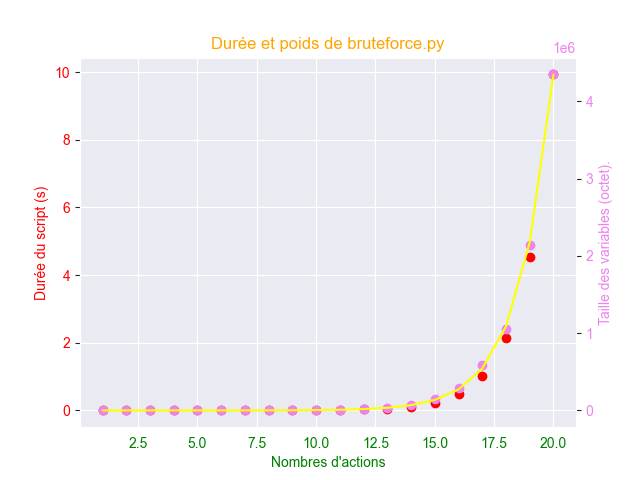 Durée et poids de bruteforce.py
1e6
10
8
6
4
2
0
Durée du script (s)
4
3
2
1
0
Taille des variables (octet).
2.5 5.0 7.5 10.0 12.5 15.0 17.5 20.0
Nombres d'actions